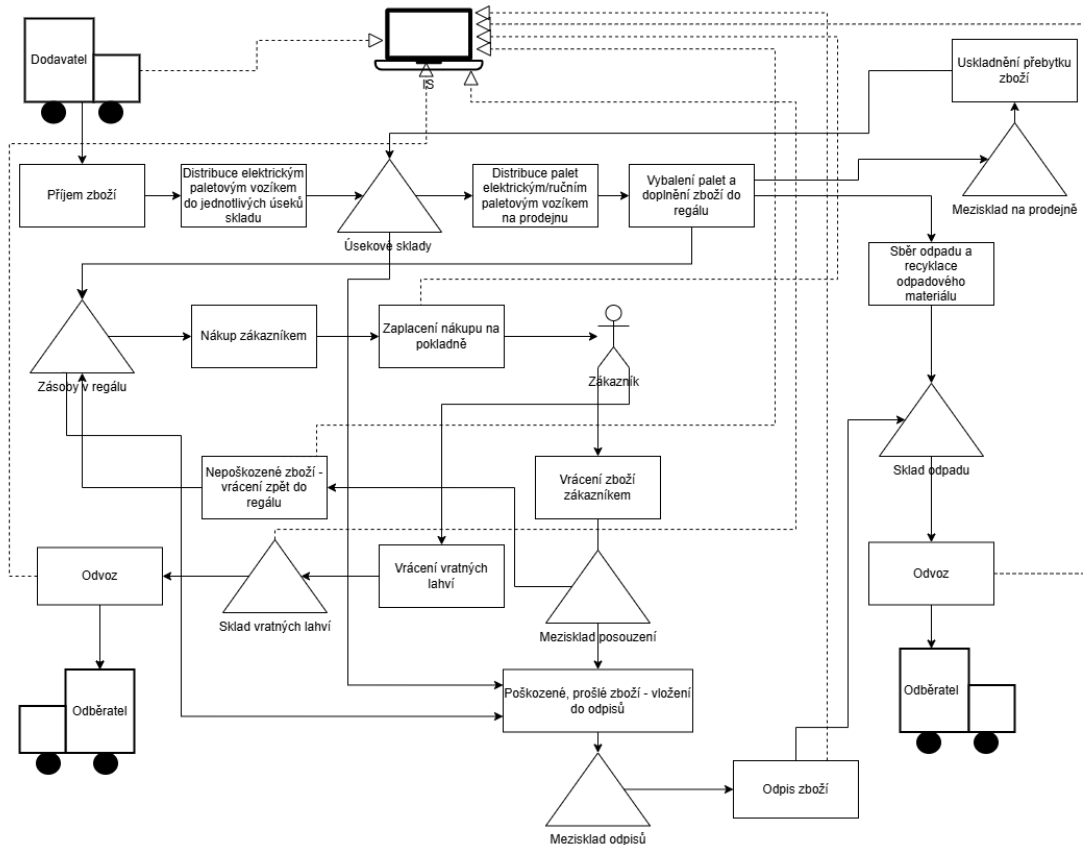 Dodavatel
IS
Uskladnění přebytku
zboží
Příjem zboží
Distribuce elektrickým
paletovým vozíkem
do jednotlivých úseků
skladu
Úsekové sklady
Distribuce palet
elektrickým/ručním
paletovým vozíkem
na prodejnu
Vybalení palet a
doplnění zboží do
regálu
Mezisklad na prodejně
Sběr odpadu a
recyklace
odpadového
materiálu
Zásoby v regálu
Nákup zákazníkem
Zaplacení nákupu na
pokladně
Zákazník
Sklad odpadu
Nepoškozené zboží -
vrácení zpět do
regálu
Vrácení zboží
zákazníkem
Odvoz
Sklad vratných lahví
Vrácení vratných
lahví
Mezisklad posouzení
Odvoz
Odběratel
Poškozené, prošlé zboží - vložení
do odpisů
Odběratel
Mezisklad odpisů
Odpis zboží